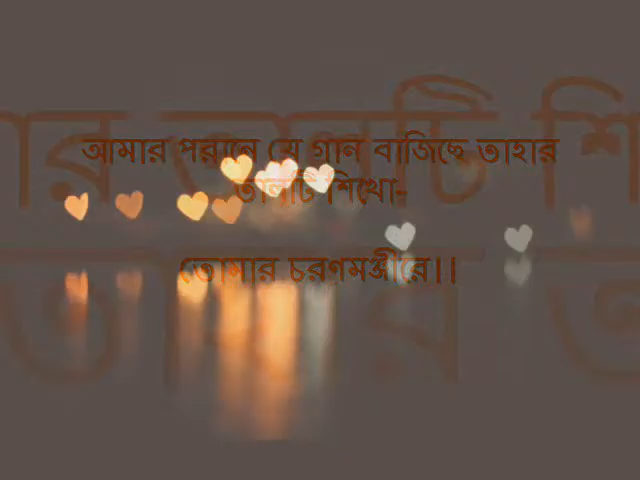 আমার পরানে যে গান বাজিছে তাহার
তালটি শিখো-
তোমার চরণমঞ্জীরে।।